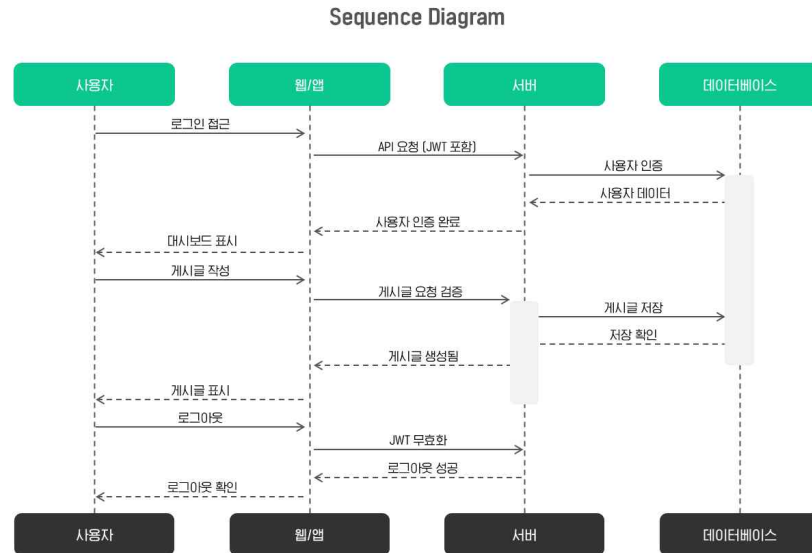 Sequence Diagram
사용자
웹/앱
서버
데이터베이스
로그인 접근
API 요청 (JWT 포함)
사용자 인증
사용자 데이터
사용자 인증 완료
대시보드 표시
게시글 작성
게시글 요청 검증
게시글 저장
저장 확인
게시글 생성됨
게시글 표시
로그아웃
JWT 무효화
로그아웃 성공
로그아웃 확인
사용자
웹/앱
서버
데이터베이스